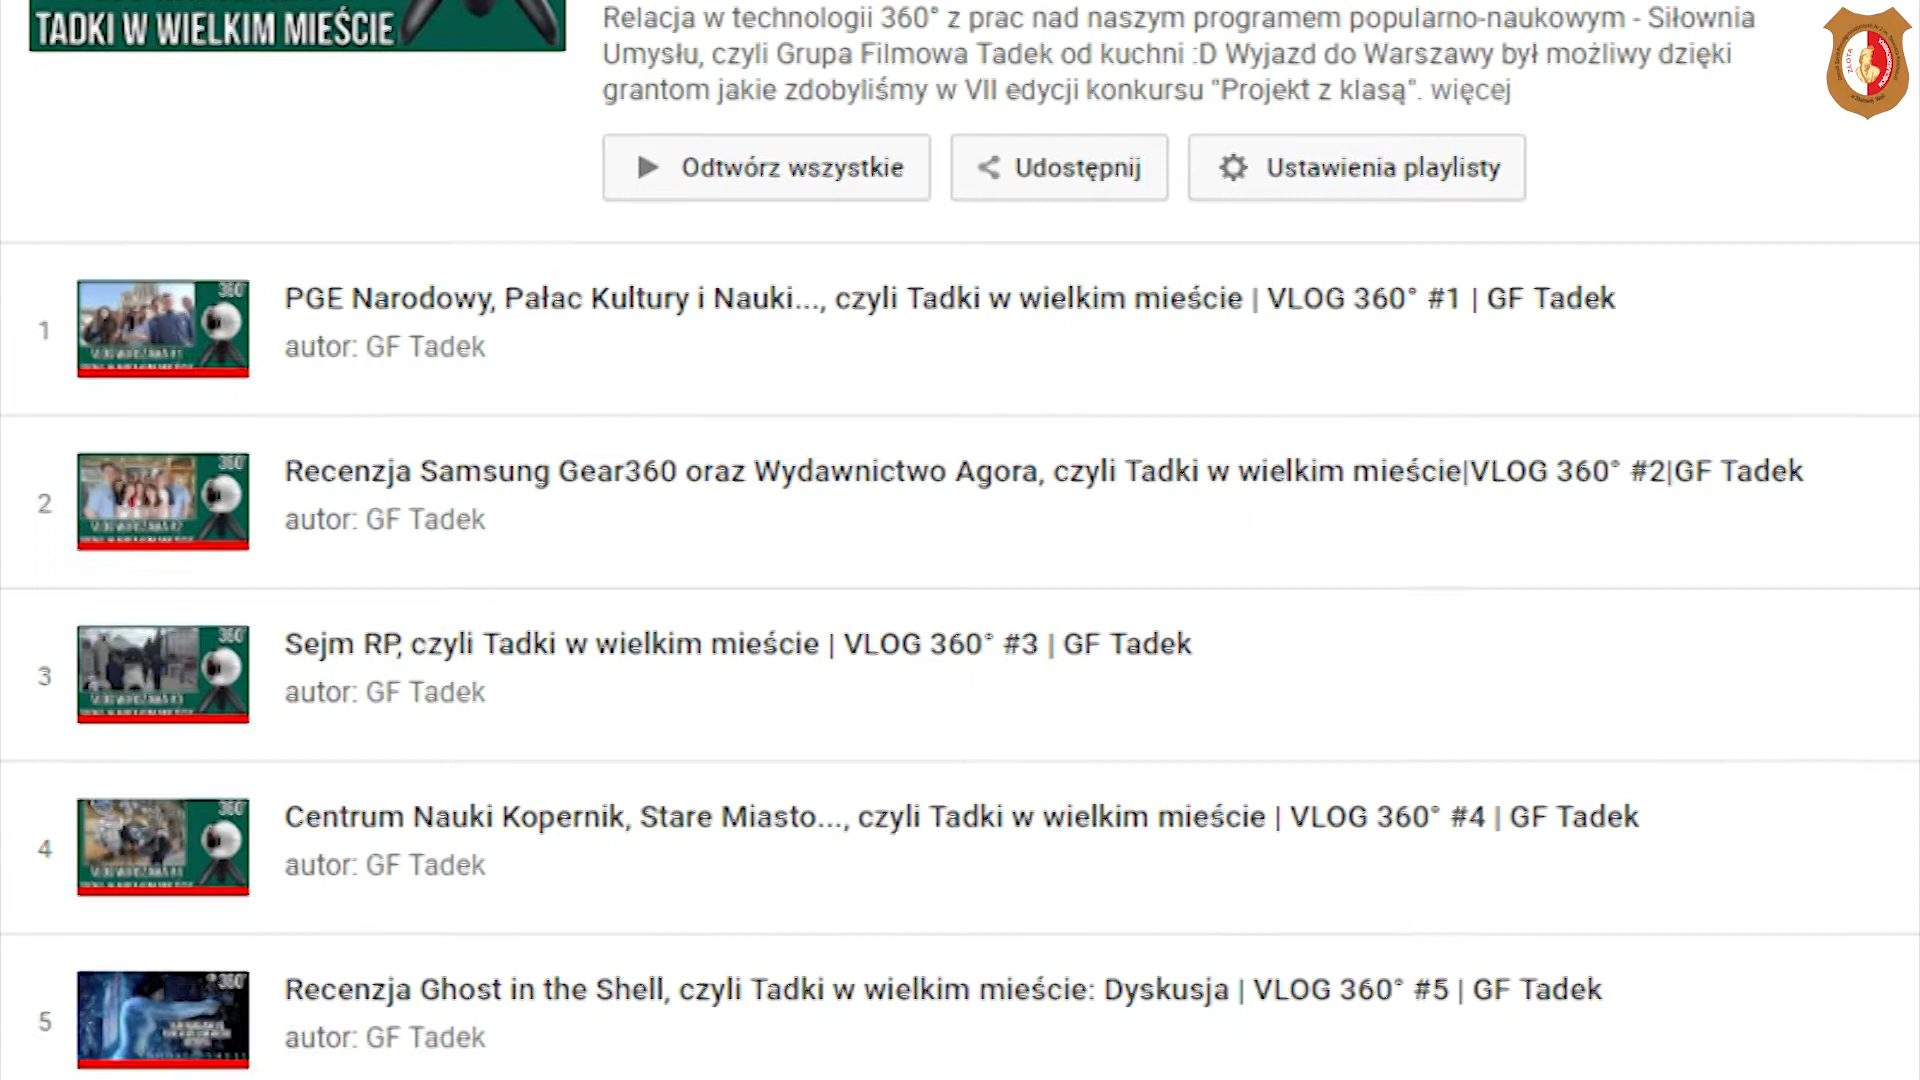 TADKI W WIELKIM MIEŚCIE
Relacja w technologii 360° z prac nad naszym programem popularno-naukowym - Siłownia
Umysłu, czyli Grupa Filmowa Tadek od kuchni :D Wyjazd do Warszawy był możliwy dzięki
grantom jakie zdobyliśmy w VII edycji konkursu "Projekt z klasą". więcej
Odtwórz wszystkie
Udostępnij
Ustawienia playlisty
1
360°
PGE Narodowy, Pałac Kultury i Nauki..., czyli Tadki w wielkim mieście | VLOG 360° #1 | GF Tadek
autor: GF Tadek
2
360°
Recenzja Samsung Gear360 oraz Wydawnictwo Agora, czyli Tadki w wielkim mieście|VLOG 360° #2|GF Tadek
autor: GF Tadek
3
360°
Sejm RP, czyli Tadki w wielkim mieście | VLOG 360° #3 | GF Tadek
autor: GF Tadek
4
360°
Centrum Nauki Kopernik, Stare Miasto..., czyli Tadki w wielkim mieście | VLOG 360° #4 | GF Tadek
autor: GF Tadek
5
360°
Recenzja Ghost in the Shell, czyli Tadki w wielkim mieście: Dyskusja | VLOG 360° #5 | GF Tadek
autor: GF Tadek